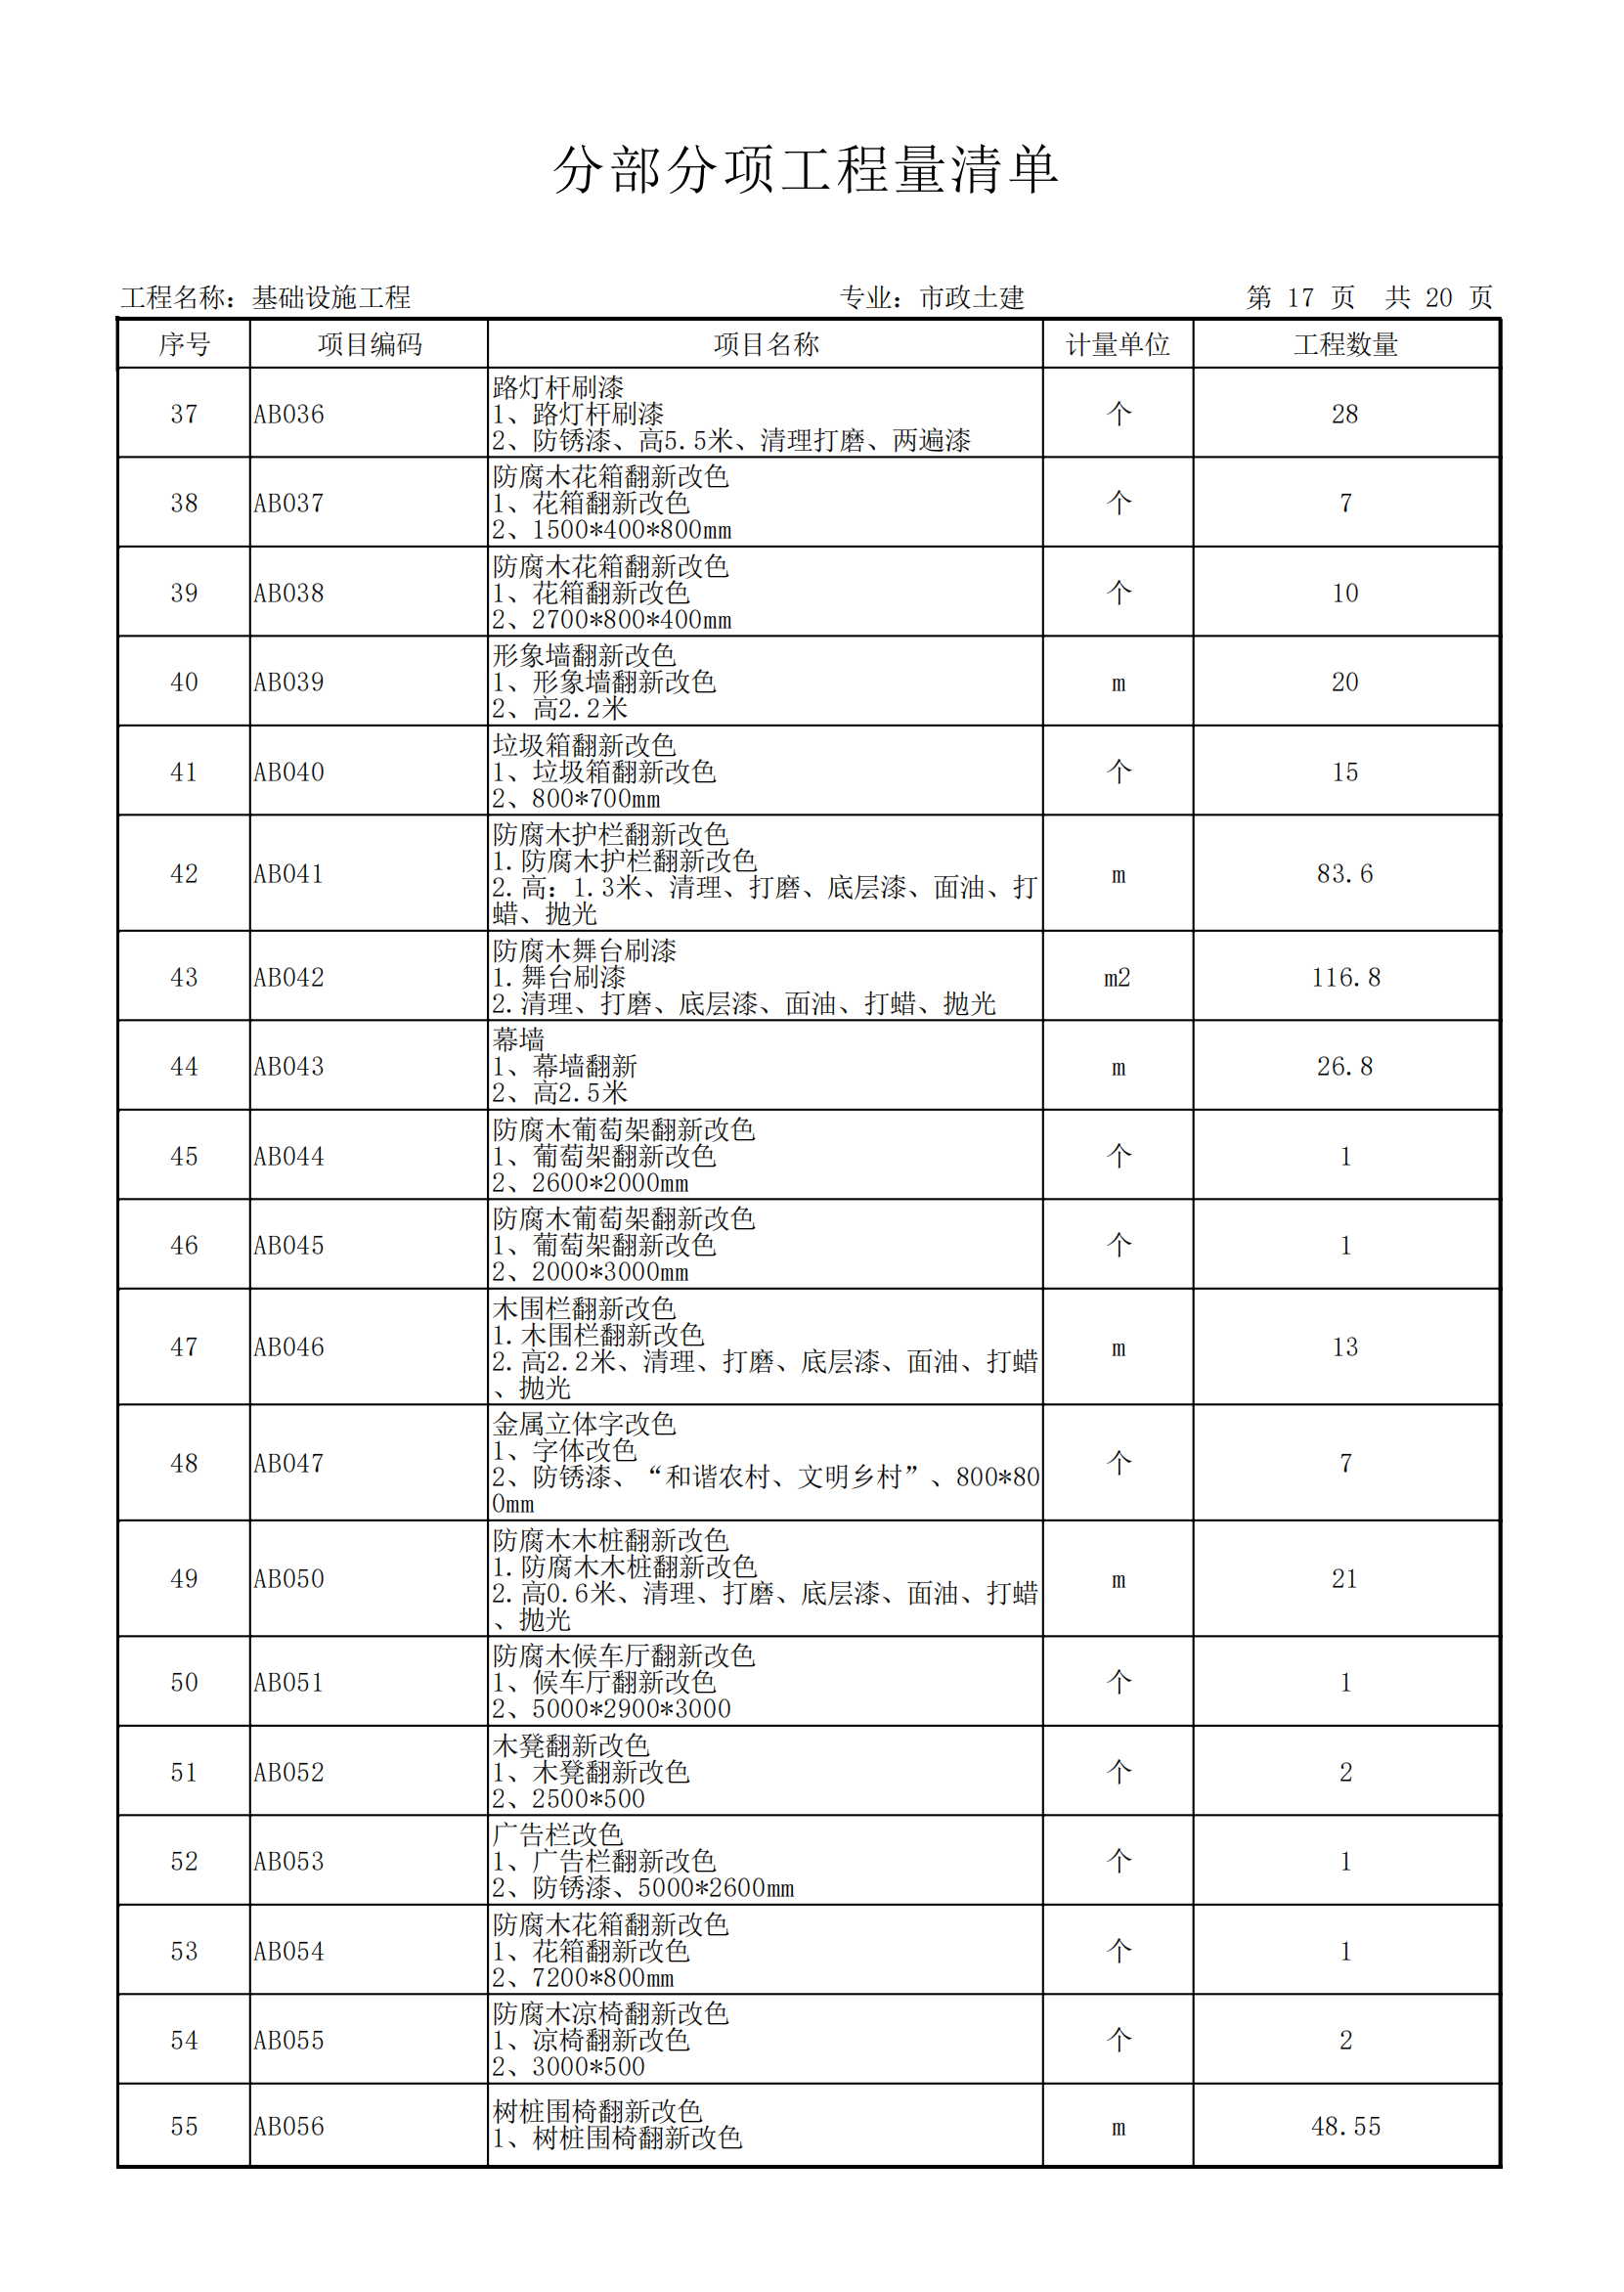 分部分项工程量清单
工程名称：基础设施工程 专业：市政土建 第 17 页 共 20 页
序号 项目编码 项目名称 计量单位 工程数量
37 AB036 路灯杆刷漆
1、路灯杆刷漆
2、防锈漆、高5.5米、清理打磨、两遍漆 个 28
38 AB037 防腐木花箱翻新改色
1、花箱翻新改色
2、1500*400*800mm 个 7
39 AB038 防腐木花箱翻新改色
1、花箱翻新改色
2、2700*800*400mm 个 10
40 AB039 形象墙翻新改色
1、形象墙翻新改色
2、高2.2米 m 20
41 AB040 垃圾箱翻新改色
1、垃圾箱翻新改色
2、800*700mm 个 15
42 AB041 防腐木护栏翻新改色
1.防腐木护栏翻新改色
2.高：1.3米、清理、打磨、底层漆、面油、打
蜡、抛光 m 83.6
43 AB042 防腐木舞台刷漆
1.舞台刷漆
2.清理、打磨、底层漆、面油、打蜡、抛光 m2 116.8
44 AB043 幕墙
1、幕墙翻新
2、高2.5米 m 26.8
45 AB044 防腐木葡萄架翻新改色
1、葡萄架翻新改色
2、2600*2000mm 个 1
46 AB045 防腐木葡萄架翻新改色
1、葡萄架翻新改色
2、2000*3000mm 个 1
47 AB046 木围栏翻新改色
1.木围栏翻新改色
2.高2.2米、清理、打磨、底层漆、面油、打蜡
、抛光 m 13
48 AB047 金属立体字改色
1、字体改色
2、防锈漆、“和谐农村、文明乡村”、800*80
0mm 个 7
49 AB050 防腐木木桩翻新改色
1.防腐木木桩翻新改色
2.高0.6米、清理、打磨、底层漆、面油、打蜡
、抛光 m 21
50 AB051 防腐木候车厅翻新改色
1、候车厅翻新改色
2、5000*2900*3000 个 1
51 AB052 木凳翻新改色
1、木凳翻新改色
2、2500*500 个 2
52 AB053 广告栏改色
1、广告栏翻新改色
2、防锈漆、5000*2600mm 个 1
53 AB054 防腐木花箱翻新改色
1、花箱翻新改色
2、7200*800mm 个 1
54 AB055 防腐木凉椅翻新改色
1、凉椅翻新改色
2、3000*500 个 2
55 AB056 树桩围椅翻新改色
1、树桩围椅翻新改色 m 48.55